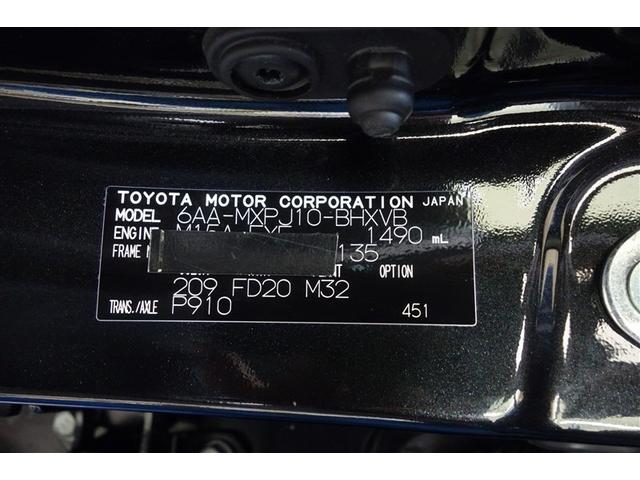 TOYOTA MOTOR CORPORATION JAPAN
MODEL 6AA-MXPJ10-BHXVB
ENGINE 1490 mL
FRAME 135
OPTION
209 FD20 M32
TRANS./AXLE P910 451